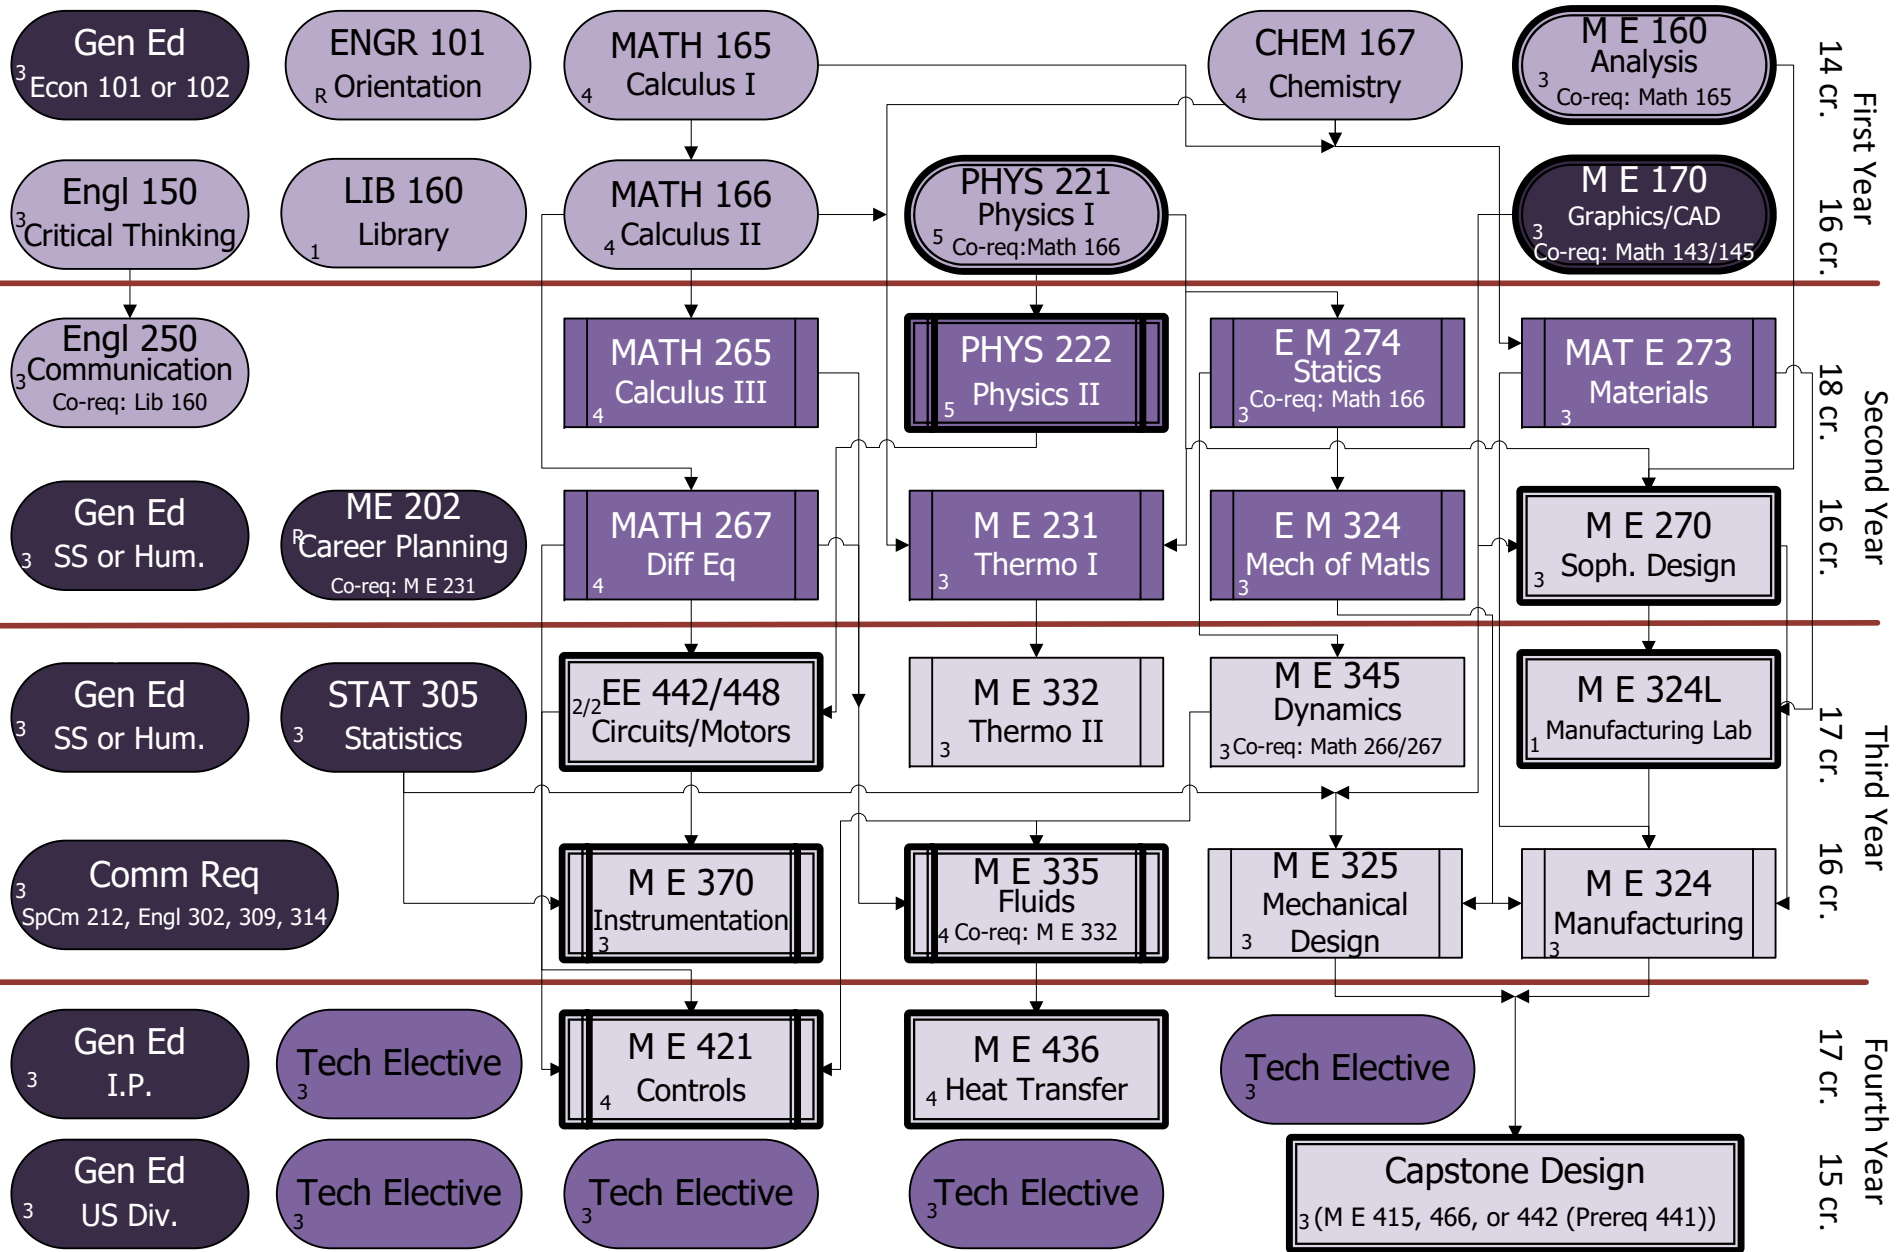 Gen Ed
3 Econ 101 or 102
ENGR 101
R Orientation
MATH 165
4 Calculus I
CHEM 167
4 Chemistry
M E 160
Analysis
3 Co-req: Math 165
14 cr.
First Year
Engl 150
3 Critical Thinking
LIB 160
1 Library
MATH 166
4 Calculus II
PHYS 221
Physics I
5 Co-req:Math 166
M E 170
Graphics/CAD
3
Co-req: Math 143/145
16 cr.
Engl 250
3 Communication
Co-req: Lib 160
MATH 265
4 Calculus III
PHYS 222
5 Physics II
E M 274
Statics
3 Co-req: Math 166
MAT E 273
3 Materials
18 cr.
Second Year
Gen Ed
3 SS or Hum.
ME 202
R Career Planning
Co-req: M E 231
MATH 267
4 Diff Eq
M E 231
3 Thermo I
E M 324
3 Mech of Matls
M E 270
3 Soph. Design
16 cr.
Gen Ed
3 SS or Hum.
STAT 305
3 Statistics
2/2 EE 442/448
Circuits/Motors
M E 332
3 Thermo II
M E 345
Dynamics
3 Co-req: Math 266/267
M E 324L
1 Manufacturing Lab
17 cr.
Third Year
Comm Req
3
SpCm 212, Engl 302, 309, 314
M E 370
Instrumentation
3
M E 335
Fluids
4 Co-req: M E 332
M E 325
Mechanical
3 Design
M E 324
Manufacturing
3
16 cr.
Gen Ed
3 I.P.
Tech Elective
3
M E 421
4 Controls
M E 436
4 Heat Transfer
Tech Elective
3
17 cr.
Fourth Year
Gen Ed
3 US Div.
Tech Elective
3
Tech Elective
3
Tech Elective
3
Capstone Design
3 (M E 415, 466, or 442 (Prereq 441))
15 cr.